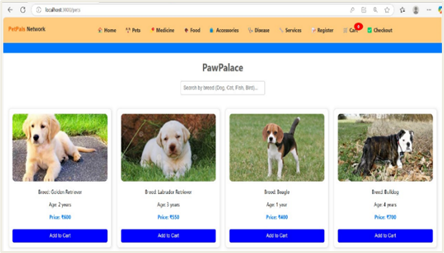 localhost:3002/pets
PetPals Network
Home Pets Medicine Food Accessories Disease Services Register Cart 0 Checkout
PawPalace
Search by breed (Dog, Cat, Fish, Bird)...
Breed: Golden Retriever
Age: 2 years
Price: ₹600
Add to Cart
Breed: Labrador Retriever
Age: 3 years
Price: ₹550
Add to Cart
Breed: Beagle
Age: 1 year
Price: ₹400
Add to Cart
Breed: Bulldog
Age: 4 years
Price: ₹700
Add to Cart